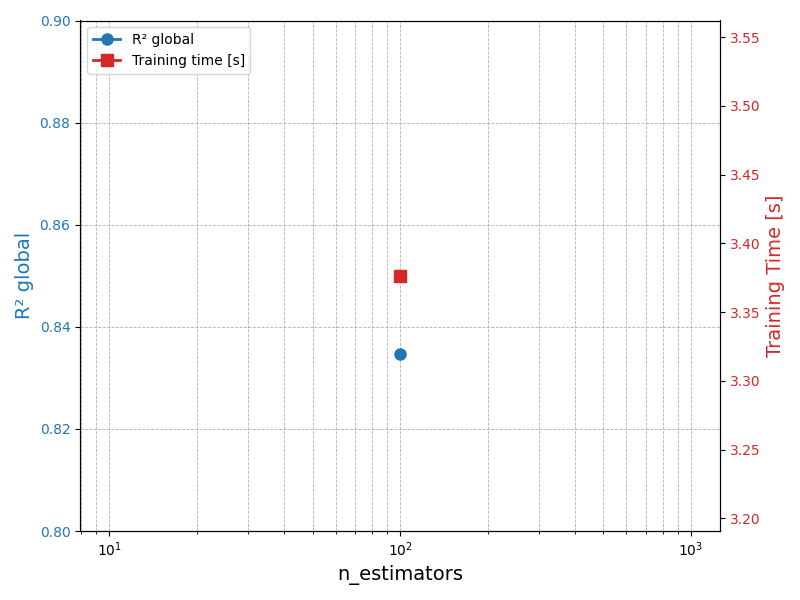 R² global
Training time [s]
0.90
0.88
0.86
0.84
0.82
0.80
R² global
3.55
3.50
3.45
3.40
3.35
3.30
3.25
3.20
Training Time [s]
10¹ 10² 10³
n_estimators